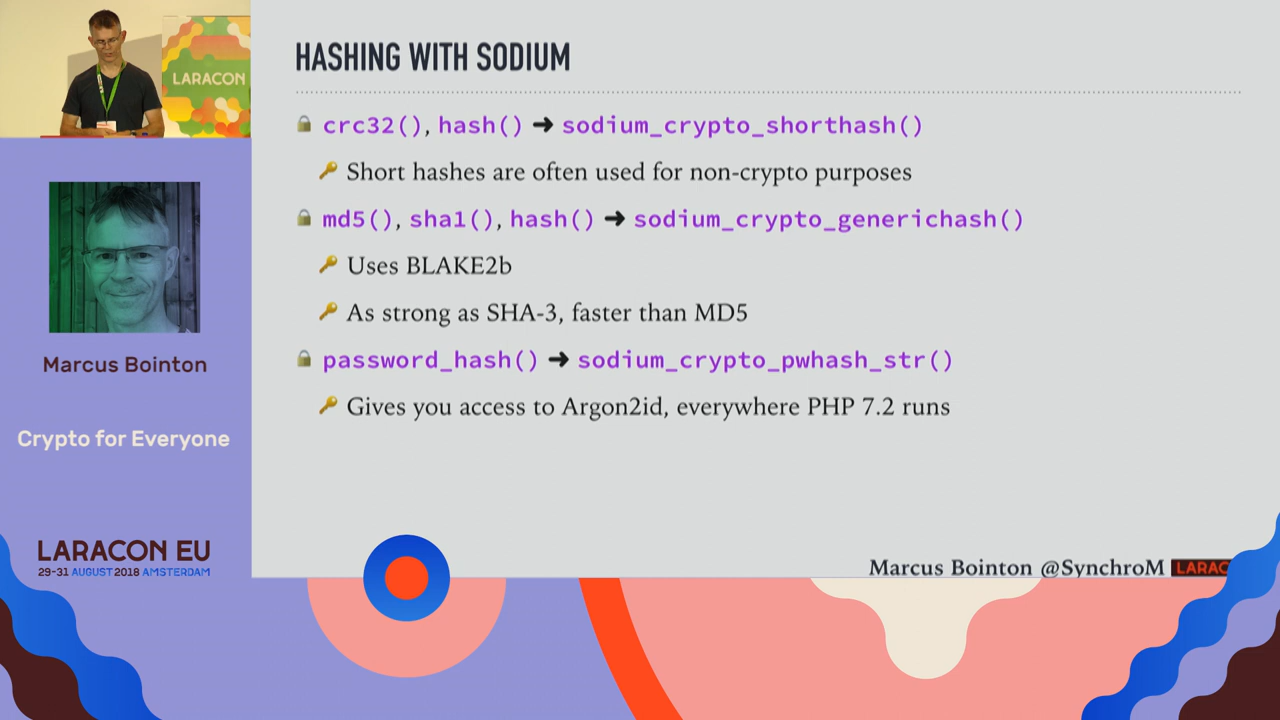 LARACON
HASHING WITH SODIUM
crc32(), hash() → sodium_crypto_shorthash()
Short hashes are often used for non-crypto purposes
md5(), sha1(), hash() → sodium_crypto_generichash()
Uses BLAKE2b
As strong as SHA-3, faster than MD5
password_hash() → sodium_crypto_pwhash_str()
Gives you access to Argon2id, everywhere PHP 7.2 runs
Marcus Bointon
Crypto for Everyone
LARACON EU
29-31 AUGUST 2018 AMSTERDAM
Marcus Bointon @SynchroM LARAC